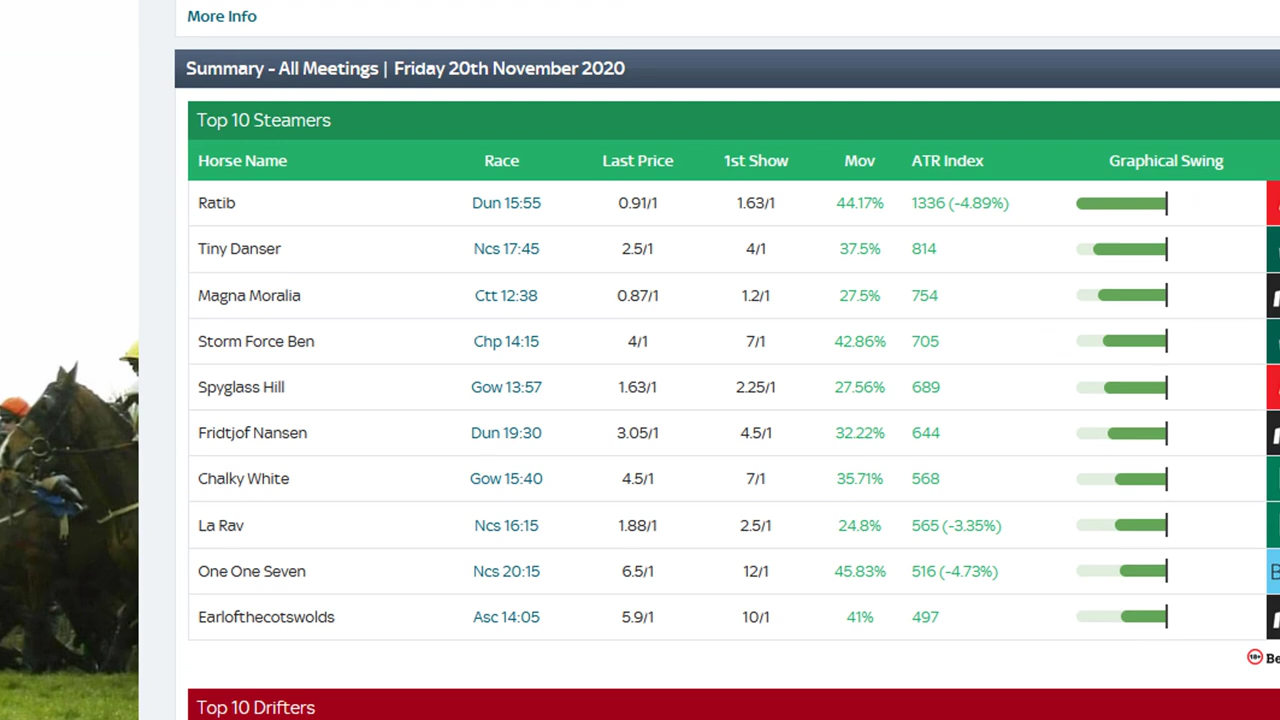 More Info
Summary - All Meetings | Friday 20th November 2020
Top 10 Steamers
Horse Name Race Last Price 1st Show Mov ATR Index Graphical Swing
Ratib Dun 15:55 0.91/1 1.63/1 44.17% 1336 (-4.89%)
Tiny Danser Ncs 17:45 2.5/1 4/1 37.5% 814
Magna Moralia Ctt 12:38 0.87/1 1.2/1 27.5% 754
Storm Force Ben Chp 14:15 4/1 7/1 42.86% 705
Spyglass Hill Gow 13:57 1.63/1 2.25/1 27.56% 689
Fridtjof Nansen Dun 19:30 3.05/1 4.5/1 32.22% 644
Chalky White Gow 15:40 4.5/1 7/1 35.71% 568
La Rav Ncs 16:15 1.88/1 2.5/1 24.8% 565 (-3.35%)
One One Seven Ncs 20:15 6.5/1 12/1 45.83% 516 (-4.73%)
Earlofthecotswolds Asc 14:05 5.9/1 10/1 41% 497
18+ Be
Top 10 Drifters